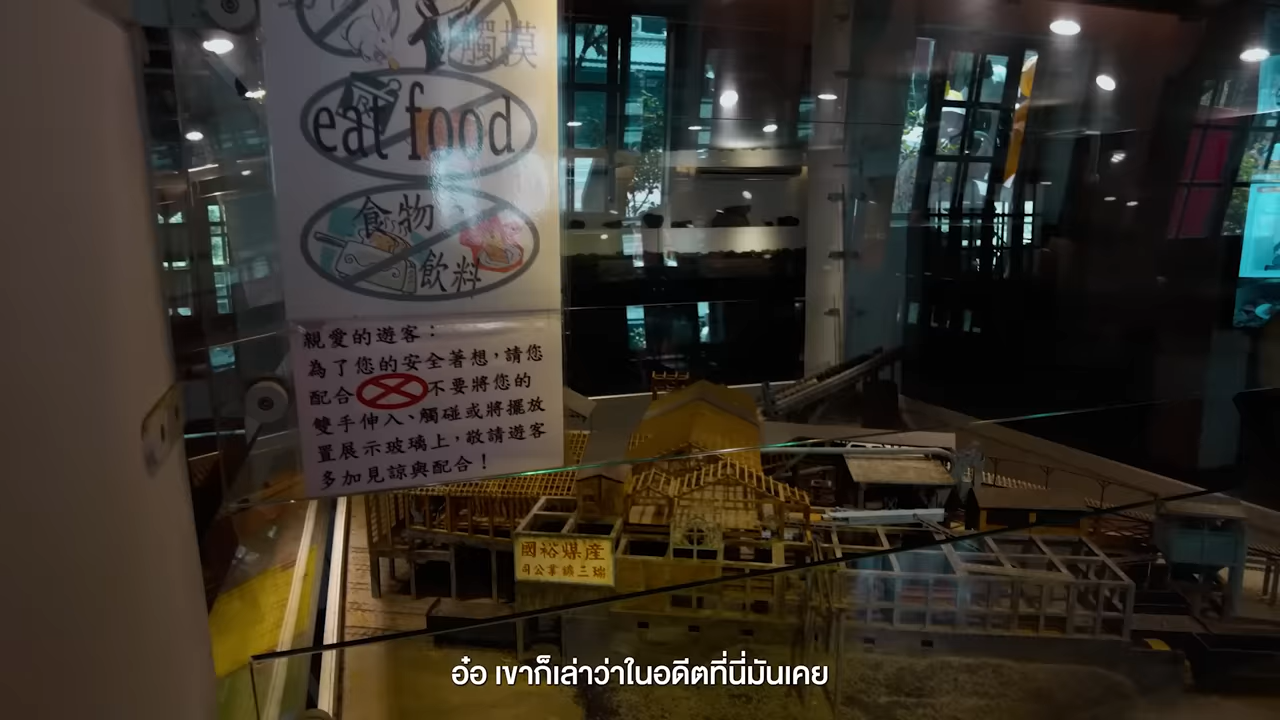 觸摸
eat food
食物
飲料
親愛的遊客：
為了您的安全著想，請您
配合 不要將您的
雙手伸入、觸碰或將擺放
置展示玻璃上，敬請遊客
多加見諒與配合！
國裕煤產
司公業鑛三瑞
อ๋อ เขาก็เล่าว่าในอดีตที่นี่มันเคย